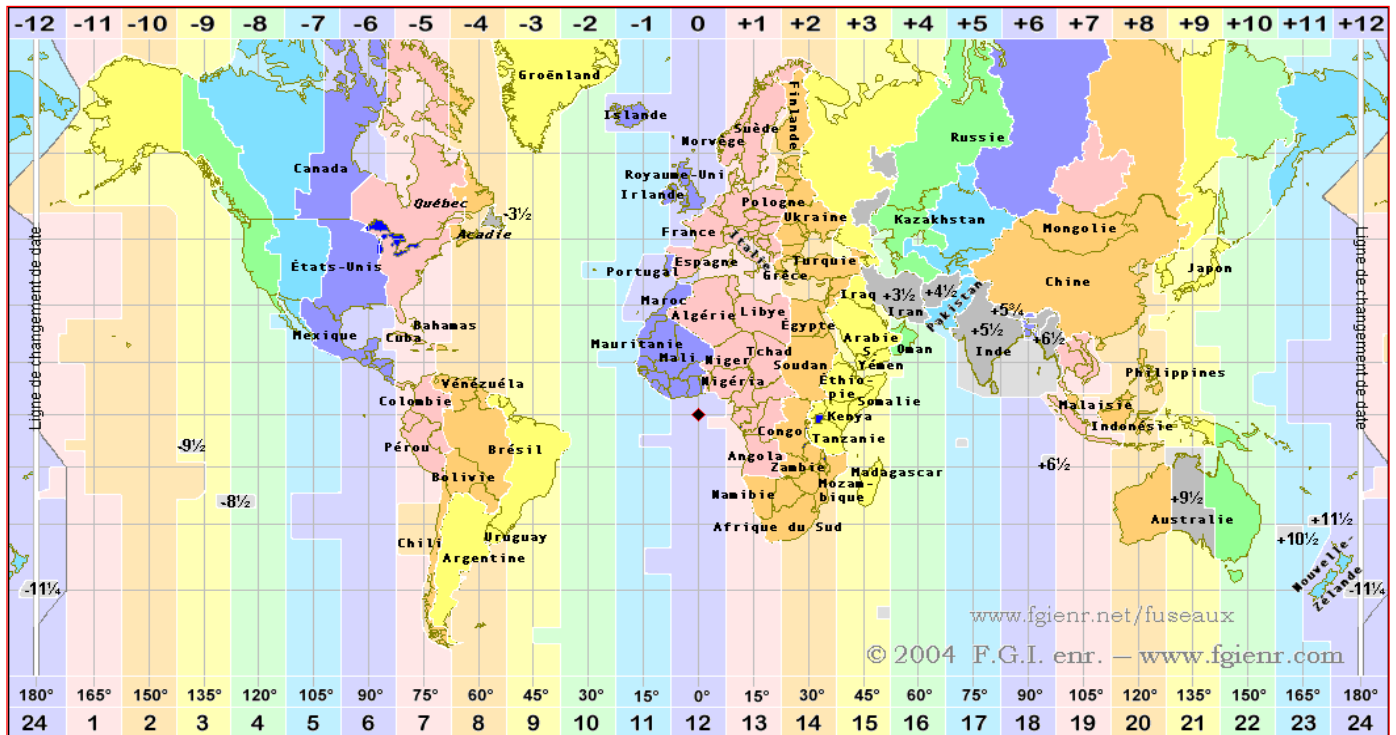 -12 -11 -10 -9 -8 -7 -6 -5 -4 -3 -2 -1 0 +1 +2 +3 +4 +5 +6 +7 +8 +9 +10 +11 +12
Groënland
Finlande
Islande
Suède
Norvège
Russie
Canada
Royaume-Uni
Irlande
Québec
Pologne
-3½
Ukraine
Kazakhstan
Mongolie
Acadie
France
Italie
Ligne de changement de date
Ligne de changement de date
États-Unis
Espagne
Turquie
Japon
Portugal
Grèce
Chine
Maroc
Iraq
+3½
+4½
Iran
Pakistan
+5¾
Algérie
Libye
Bahamas
Égypte
Mexique
Cuba
Arabie
S.
+5½
+6½
Mauritanie
Oman
Inde
Mali
Niger
Tchad
Soudan
Yémen
Nigéria
Éthio-
pie
Philippines
Vénézuéla
Colombie
Somalie
Malaisie
Kenya
Indonésie
Congo
Tanzanie
-9½
Pérou
Brésil
Angola
+6½
Zambie
Madagascar
Bolivie
Mozam-
bique
-8½
Namibie
+9½
Afrique du Sud
Australie
+11½
Uruguay
Chili
+10½
Argentine
Nouvelle-
Zélande
-11¼
-11¼
www.fgienr.net/fuseaux
© 2004 F.G.I. enr. – www.fgienr.com
180° 165° 150° 135° 120° 105° 90° 75° 60° 45° 30° 15° 0° 15° 30° 45° 60° 75° 90° 105° 120° 135° 150° 165° 180°
24 1 2 3 4 5 6 7 8 9 10 11 12 13 14 15 16 17 18 19 20 21 22 23 24